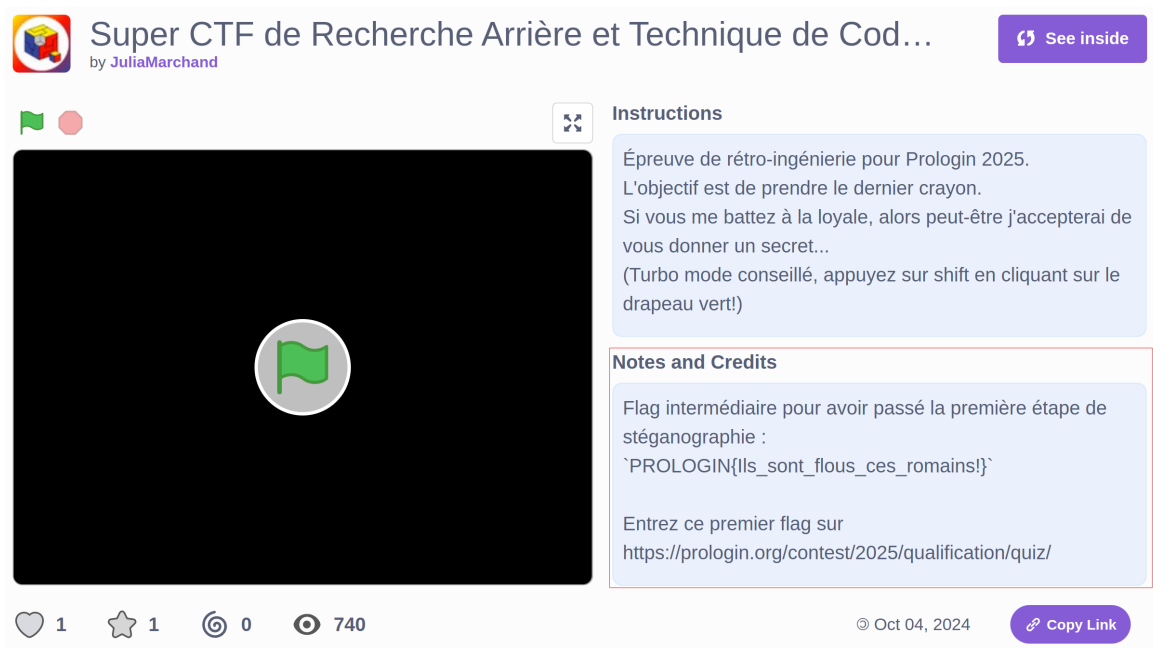 Super CTF de Recherche Arrière et Technique de Cod…
by JuliaMarchand
See inside
Instructions
Épreuve de rétro-ingénierie pour Prologin 2025.
L'objectif est de prendre le dernier crayon.
Si vous me battez à la loyale, alors peut-être j'accepterai de
vous donner un secret...
(Turbo mode conseillé, appuyez sur shift en cliquant sur le
drapeau vert!)
Notes and Credits
Flag intermédiaire pour avoir passé la première étape de
stéganographie :
`PROLOGIN{Ils_sont_flous_ces_romains!}`
Entrez ce premier flag sur
https://prologin.org/contest/2025/qualification/quiz/
1
1
0
740
Oct 04, 2024
Copy Link